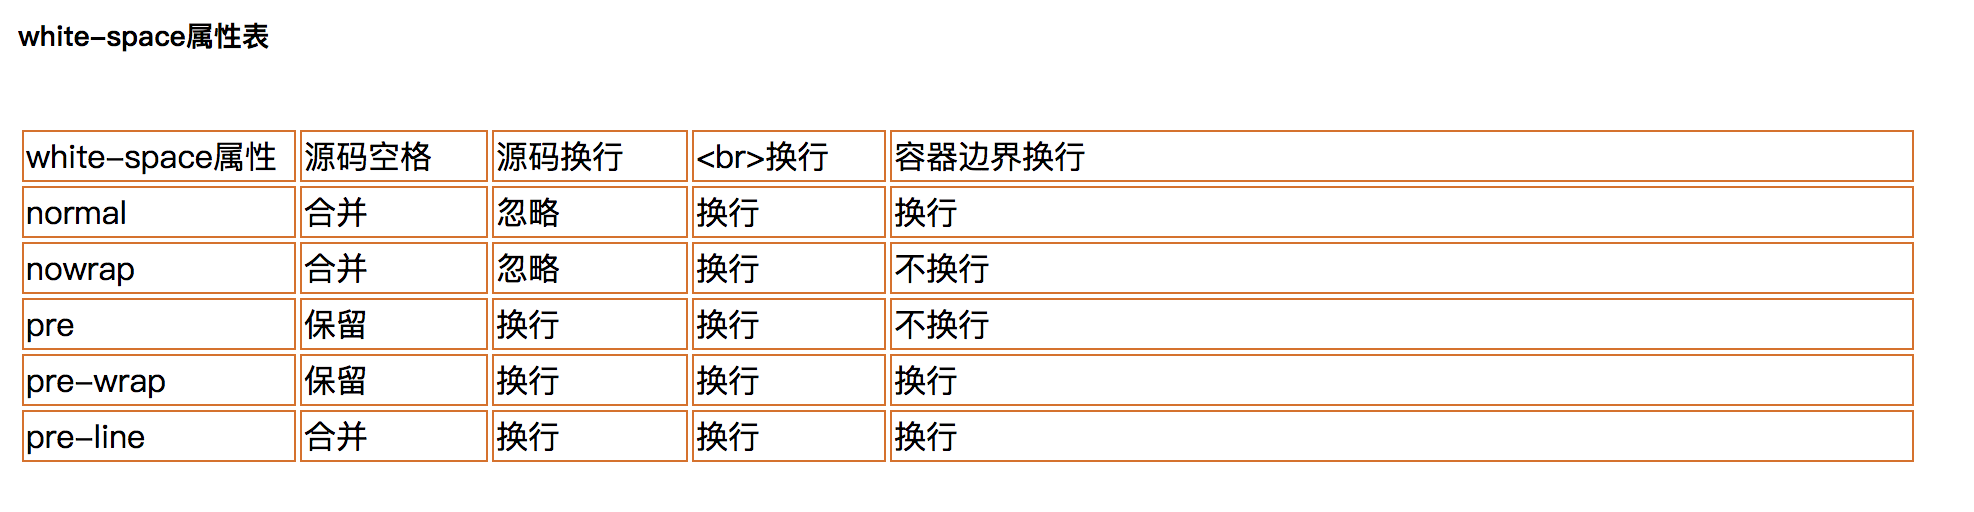 white-space属性表
white-space属性 源码空格 源码换行 <br>换行 容器边界换行
normal 合并 忽略 换行 换行
nowrap 合并 忽略 换行 不换行
pre 保留 换行 换行 不换行
pre-wrap 保留 换行 换行 换行
pre-line 合并 换行 换行 换行